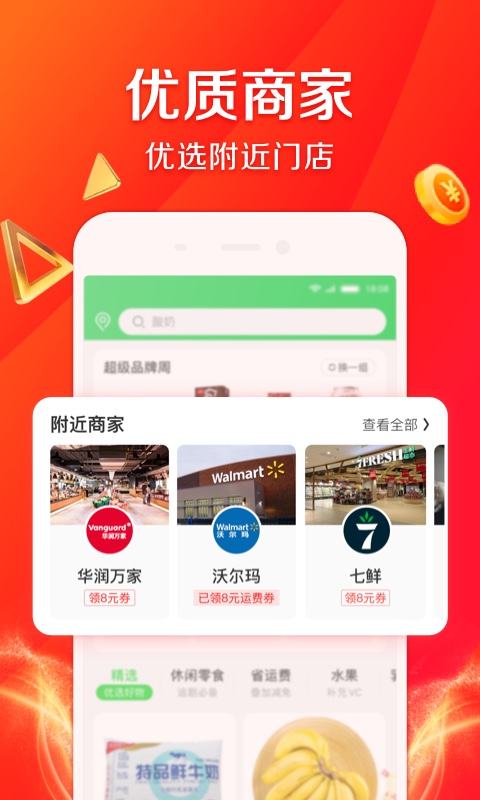 优质商家
优选附近门店
18:08
酸奶
超级品牌周
换一组
附近商家
查看全部
Walmart
7FRESH
Vanguard
华润万家
Walmart
沃尔玛
7
华润万家
沃尔玛
七鲜
领8元券
已领8元运费券
领8元券
精选
休闲零食
省运费
水果
优选好物
追剧必备
叠加减免
补充VC
特品鲜牛奶